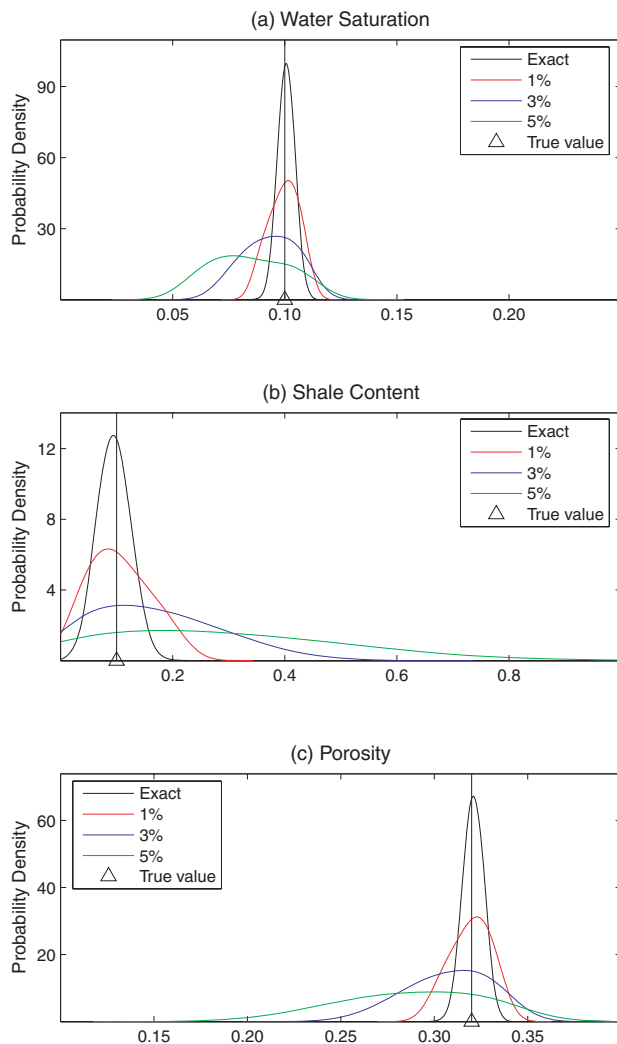 (a) Water Saturation
Probability Density
90
60
30
Exact
1%
3%
5%
True value
0.05
0.10
0.15
0.20
(b) Shale Content
Probability Density
12
8
4
Exact
1%
3%
5%
True value
0.2
0.4
0.6
0.8
(c) Porosity
Probability Density
60
40
20
Exact
1%
3%
5%
True value
0.15
0.20
0.25
0.30
0.35